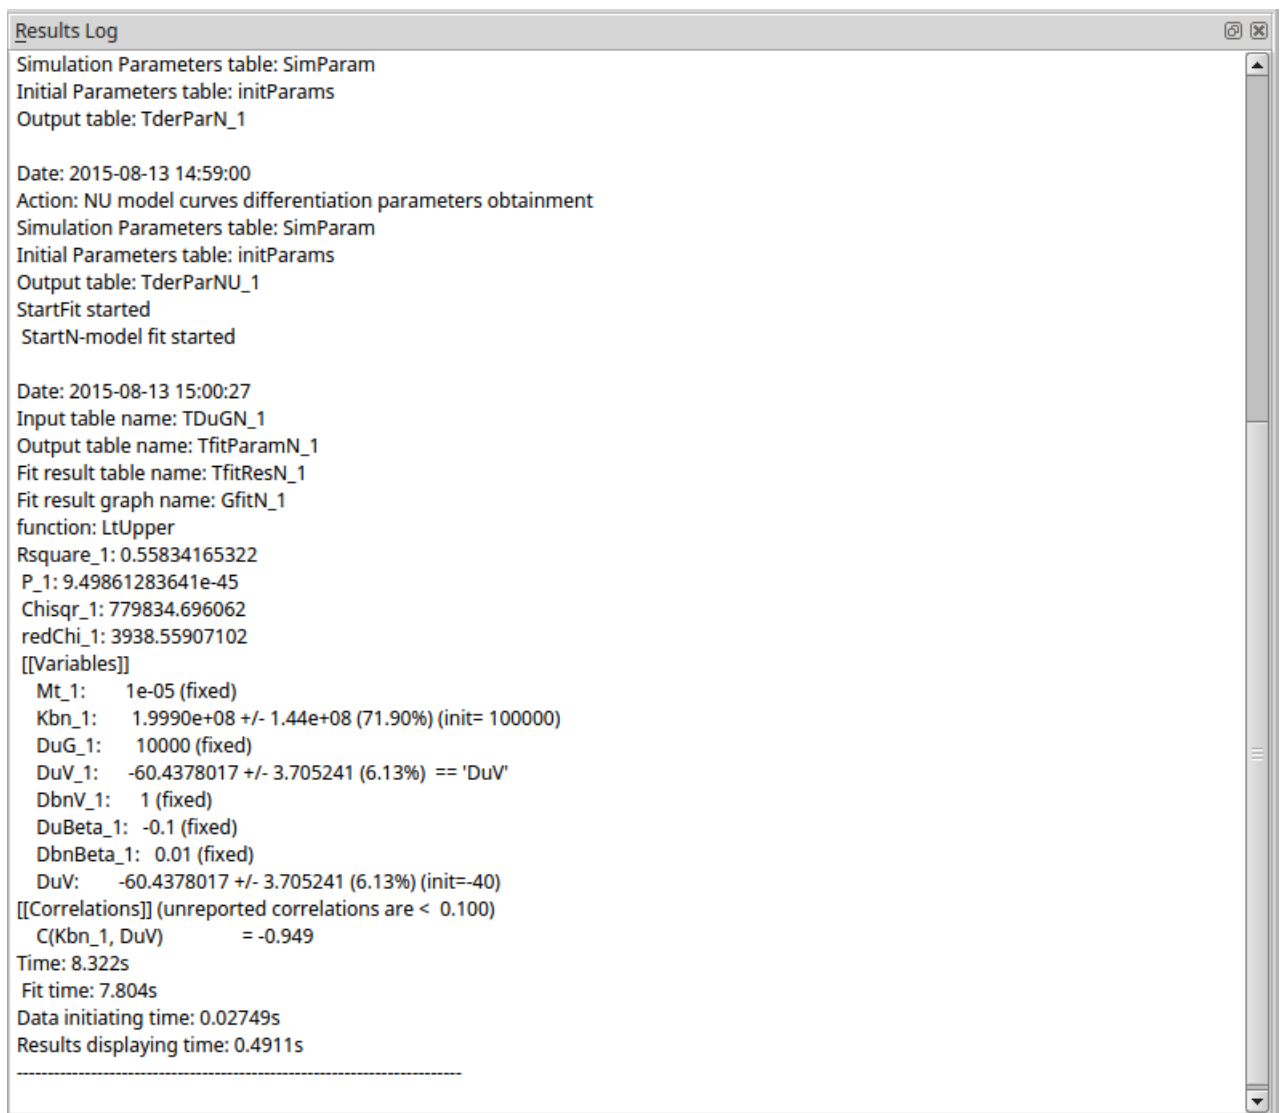 Results Log
Simulation Parameters table: SimParam
Initial Parameters table: initParams
Output table: TderParN_1
Date: 2015-08-13 14:59:00
Action: NU model curves differentiation parameters obtainment
Simulation Parameters table: SimParam
Initial Parameters table: initParams
Output table: TderParNU_1
StartFit started
StartN-model fit started
Date: 2015-08-13 15:00:27
Input table name: TDuGN_1
Output table name: TfitParamN_1
Fit result table name: TfitResN_1
Fit result graph name: GfitN_1
function: LtUpper
Rsquare_1: 0.55834165322
P_1: 9.49861283641e-45
Chisqr_1: 779834.696062
redChi_1: 3938.55907102
[[Variables]]
Mt_1: 1e-05 (fixed)
Kbn_1: 1.9990e+08 +/- 1.44e+08 (71.90%) (init= 100000)
DuG_1: 10000 (fixed)
DuV_1: -60.4378017 +/- 3.705241 (6.13%) == 'DuV'
DbnV_1: 1 (fixed)
DuBeta_1: -0.1 (fixed)
DbnBeta_1: 0.01 (fixed)
DuV: -60.4378017 +/- 3.705241 (6.13%) (init=-40)
[[Correlations]] (unreported correlations are < 0.100)
C(Kbn_1, DuV) = -0.949
Time: 8.322s
Fit time: 7.804s
Data initiating time: 0.02749s
Results displaying time: 0.4911s
------------------------------------------------------------------------